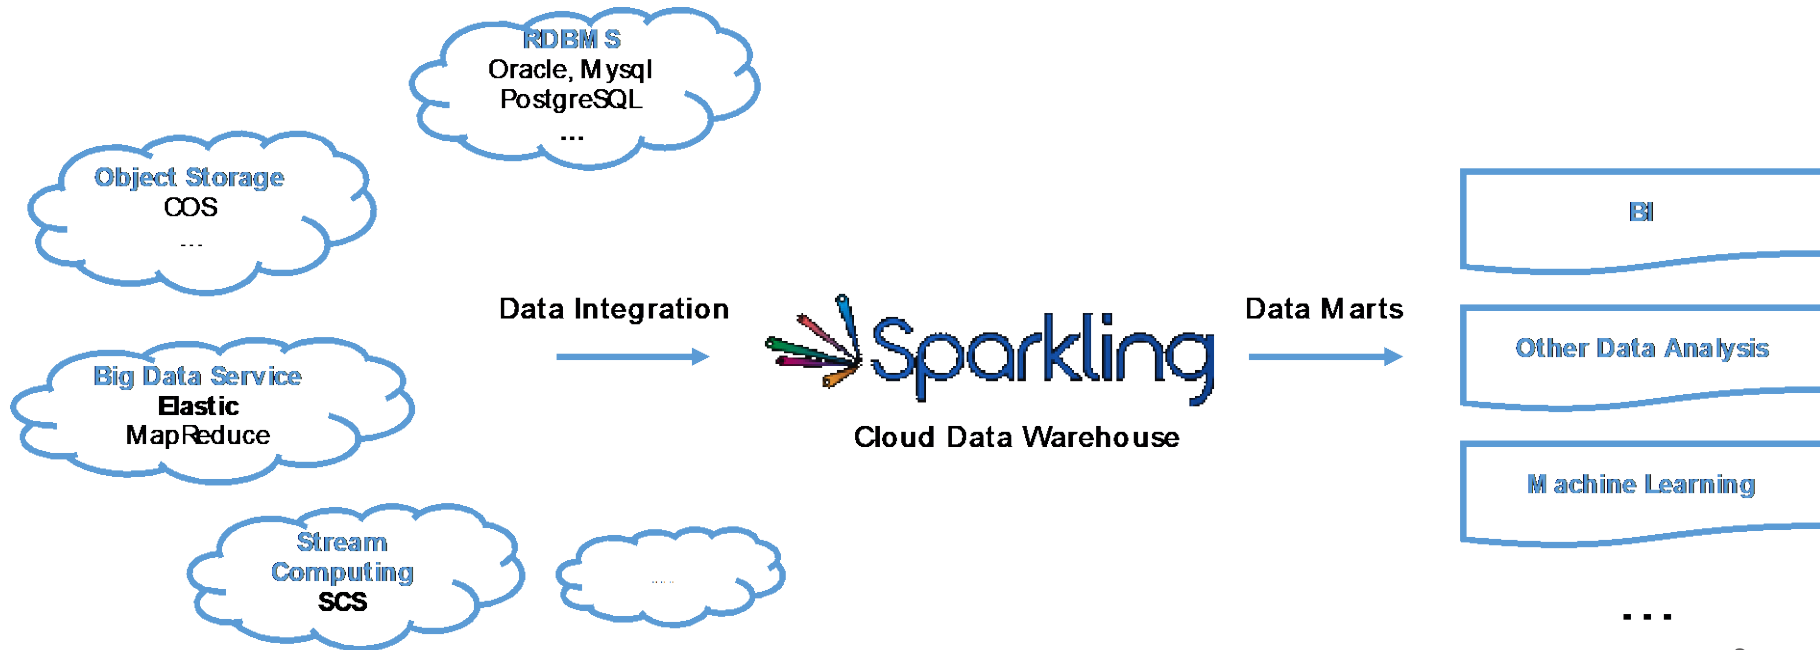 RDBMS
Oracle, Mysql
PostgreSQL
...
Object Storage
COS
...
Big Data Service
Elastic
MapReduce
Stream
Computing
SCS
...
Data Integration
Sparkling
Cloud Data Warehouse
Data Marts
BI
Other Data Analysis
Machine Learning
...